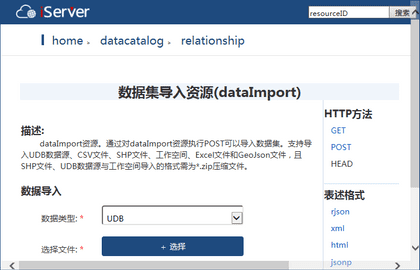 iServer
resourceID 搜索
home datacatalog relationship
数据集导入资源(dataImport)
描述:
dataImport资源。通过对dataImport资源执行POST可以导入数据集。支持
导入UDB数据源、CSV文件、SHP文件、工作空间、Excel文件和GeoJson文件，且
SHP文件、UDB数据源与工作空间导入的格式需为*.zip压缩文件。
数据导入
数据类型: * UDB
选择文件: * + 选择
HTTP方法
GET
POST
HEAD
表述格式
rjson
xml
html
jsonp